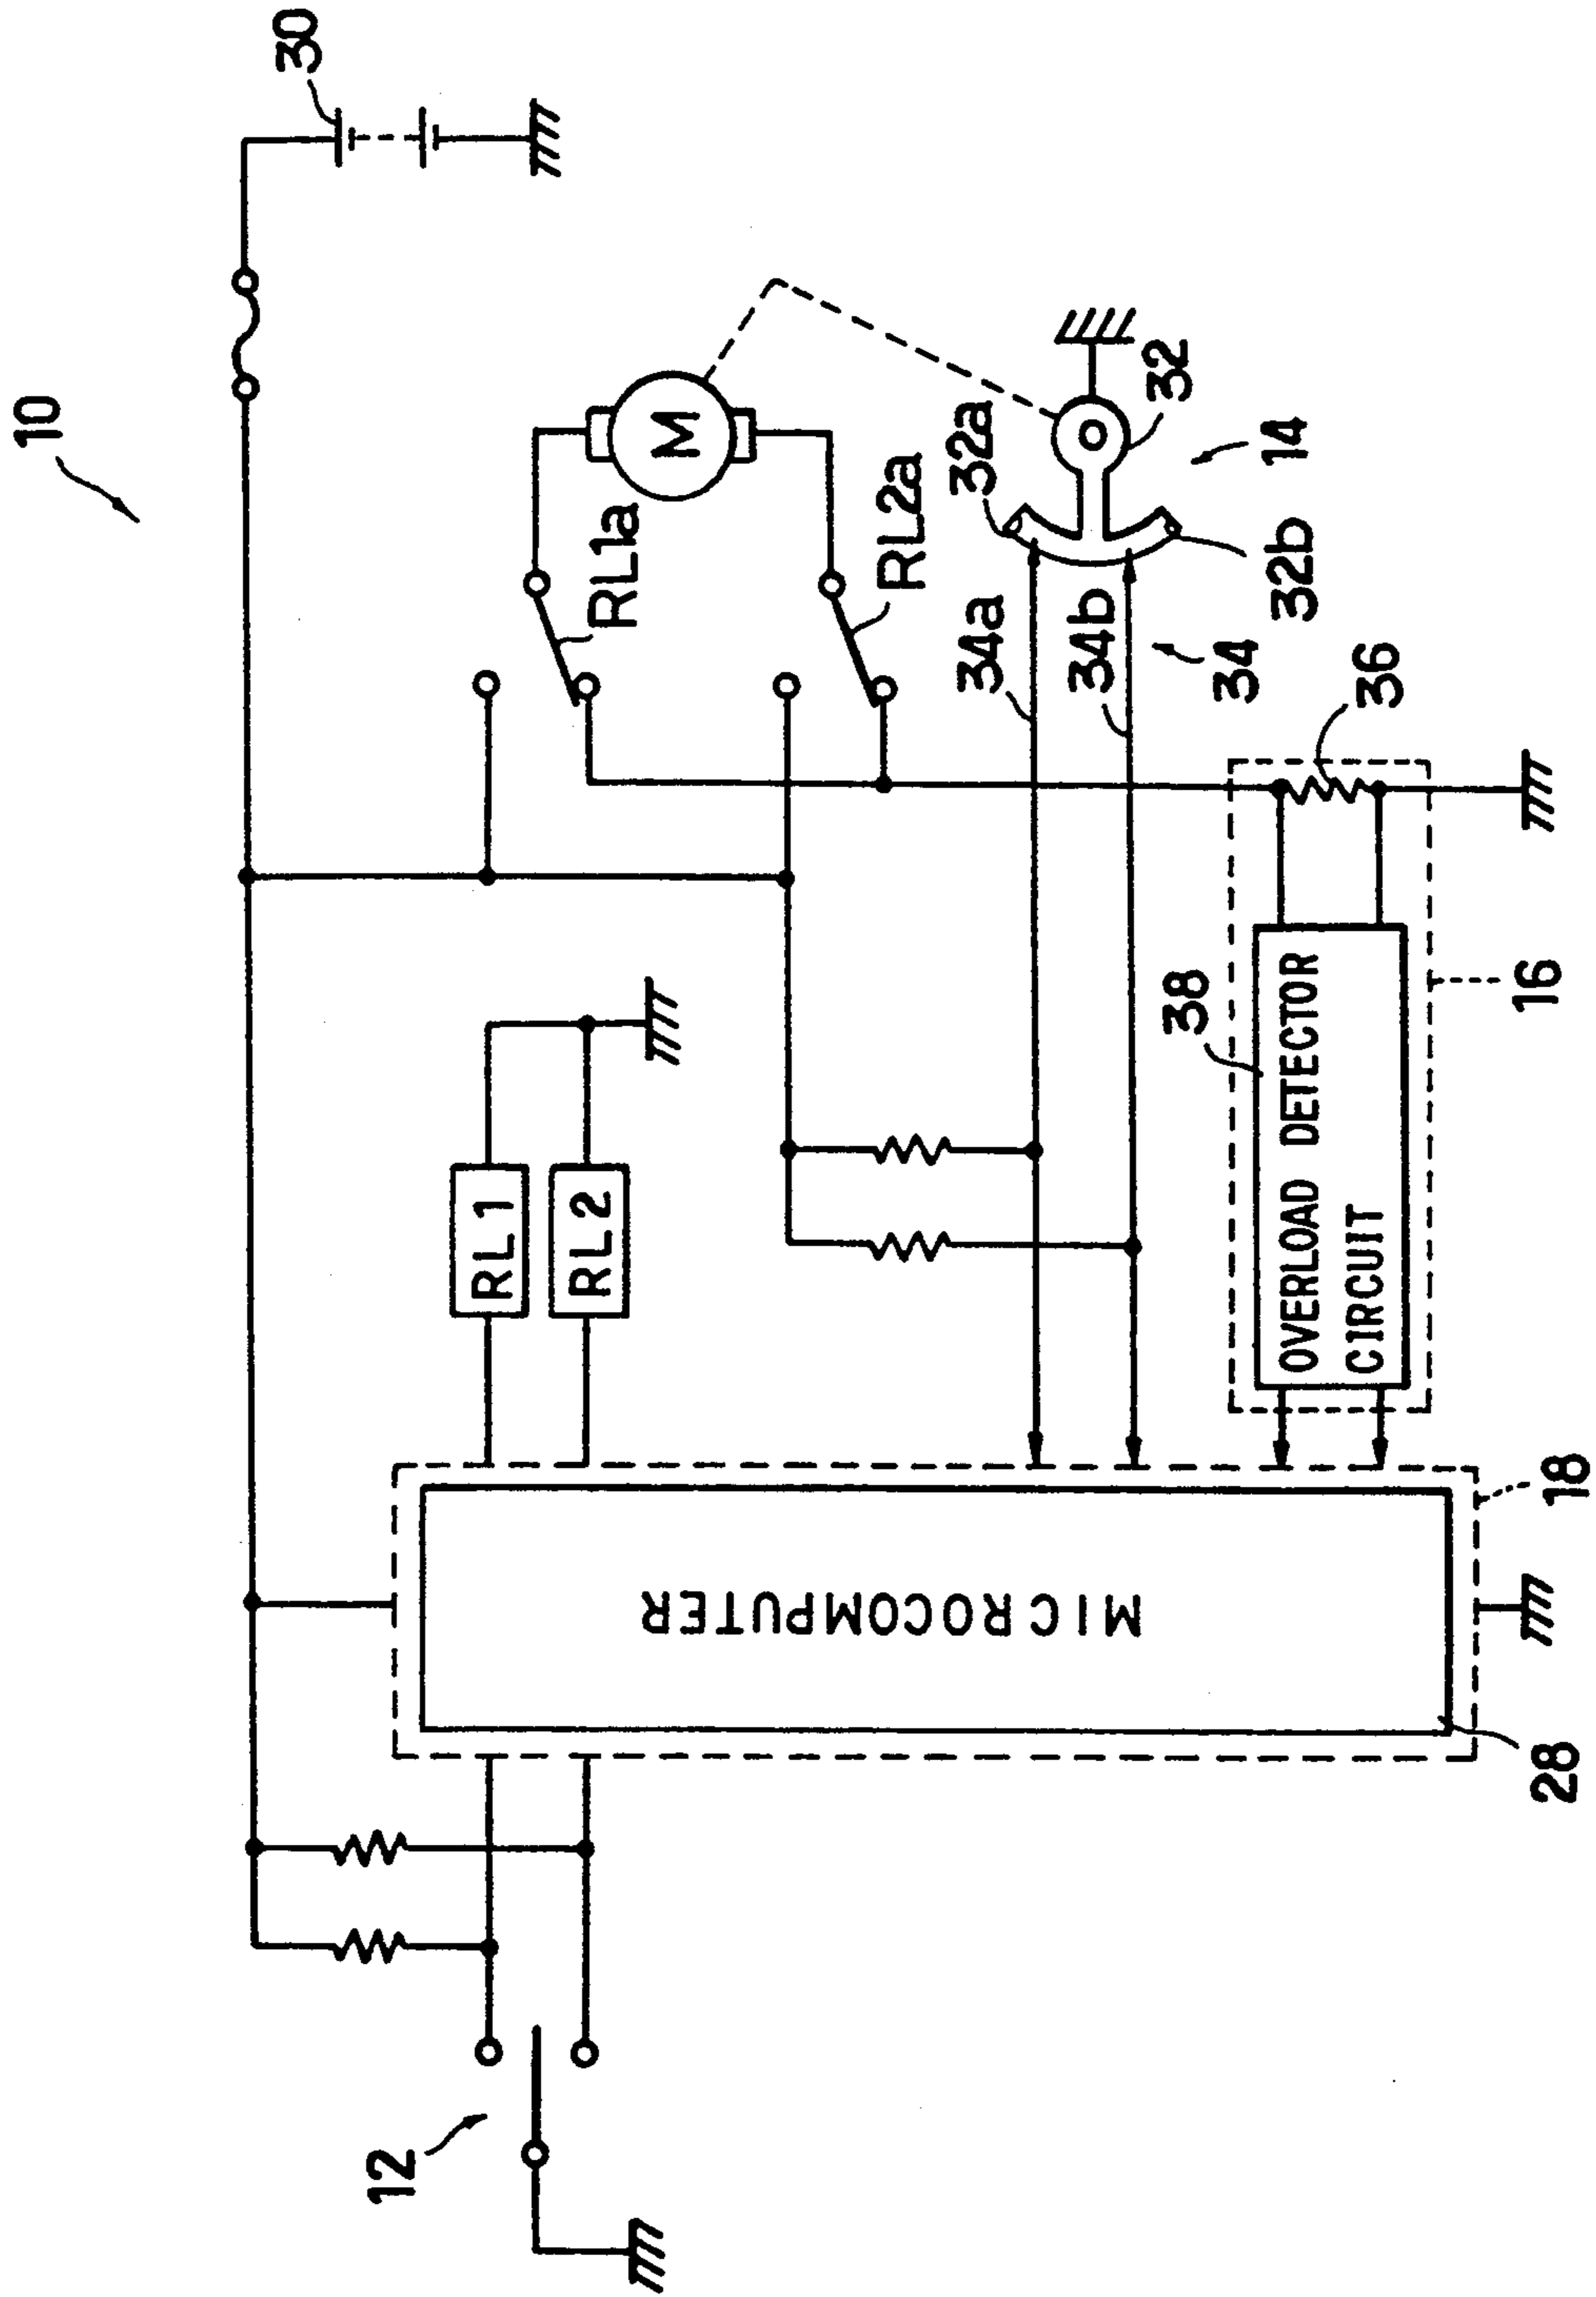 10
30
M
RL1a
RL2a
RL1
RL2
32a
32
14
32b
34a
34b
34
36
38
OVERLOAD DETECTOR
CIRCUIT
16
MICROCOMPUTER
18
28
12